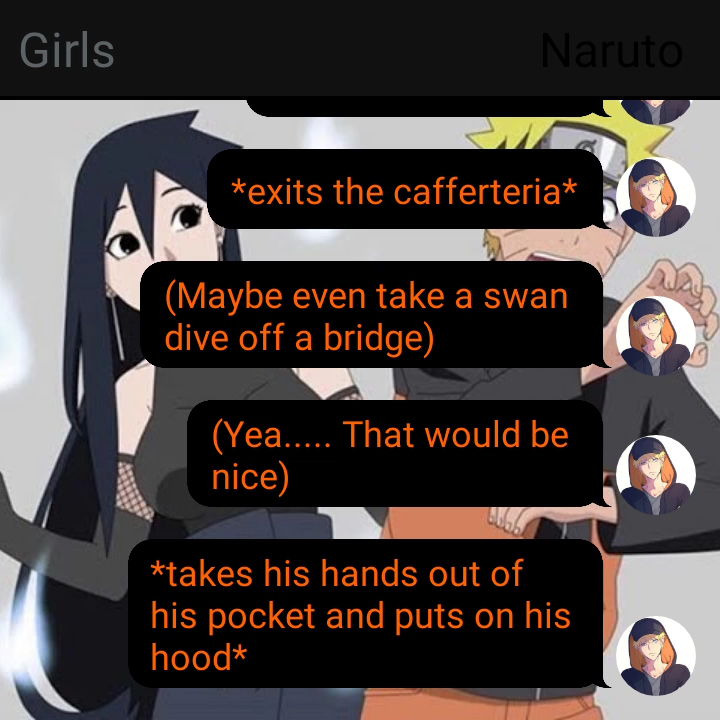 Girls Naruto
*exits the cafferteria*
(Maybe even take a swan
dive off a bridge)
(Yea..... That would be
nice)
*takes his hands out of
his pocket and puts on his
hood*